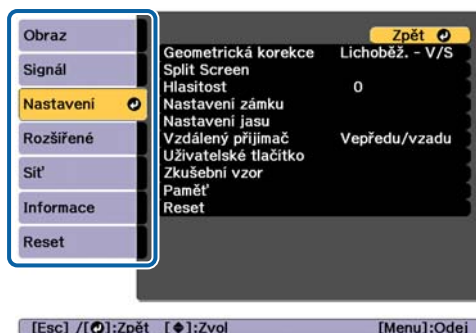 Obraz
Signál
Nastavení
Rozšířené
Síť
Informace
Reset
Zpět
Geometrická korekce Lichoběž. - V/S
Split Screen
Hlasitost 0
Nastavení zámku
Nastavení jasu
Vzdálený přijímač Vepředu/vzadu
Uživatelské tlačítko
Zkušební vzor
Paměť
Reset
[Esc] /[ ]:Zpět [ ]:Zvol [Menu]:Odej